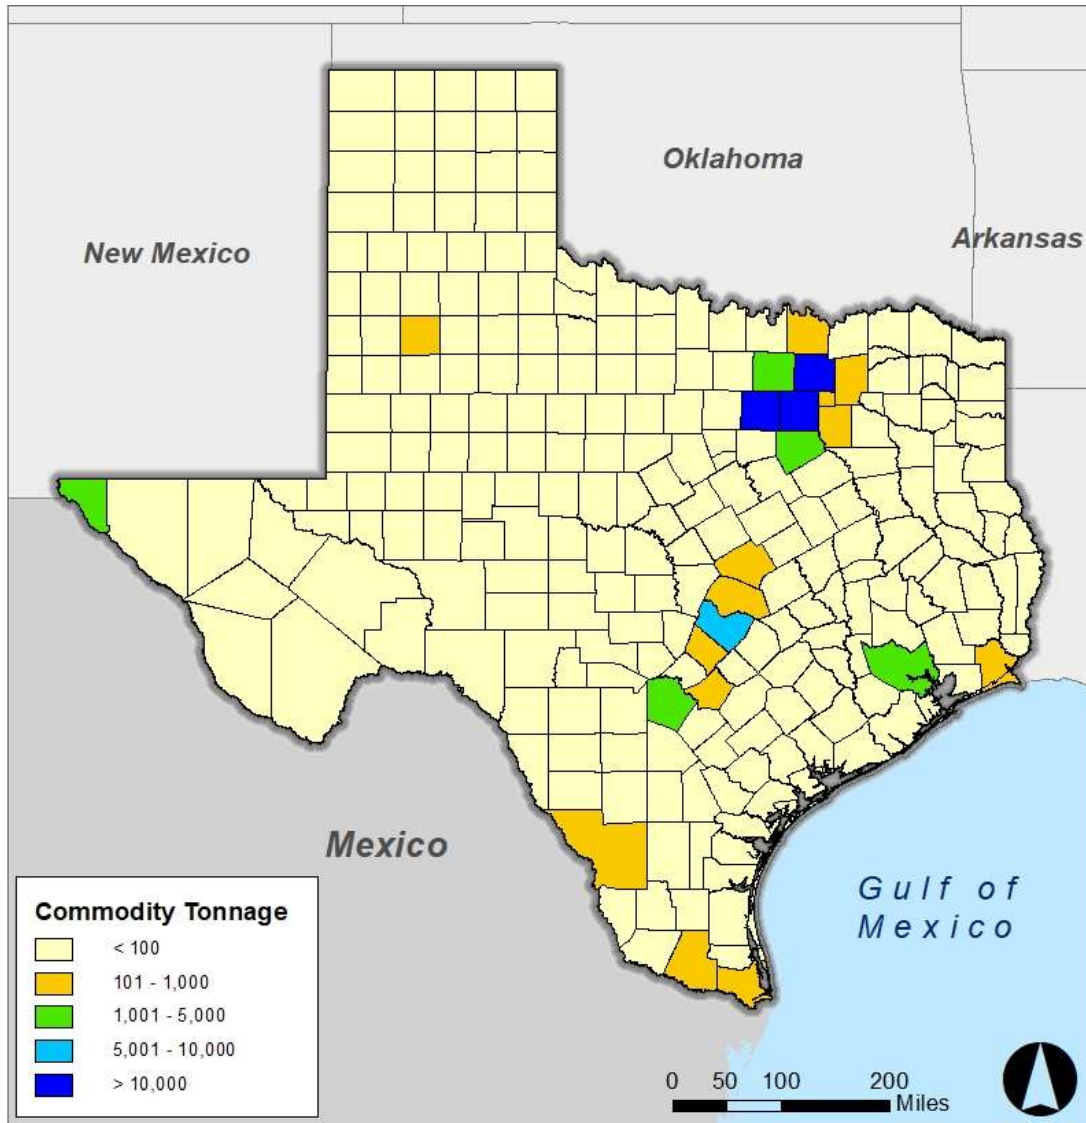 Oklahoma
New Mexico
Arkansas
Mexico
Gulf of
Mexico
Commodity Tonnage
< 100
101 - 1,000
1,001 - 5,000
5,001 - 10,000
> 10,000
0 50 100 200
Miles